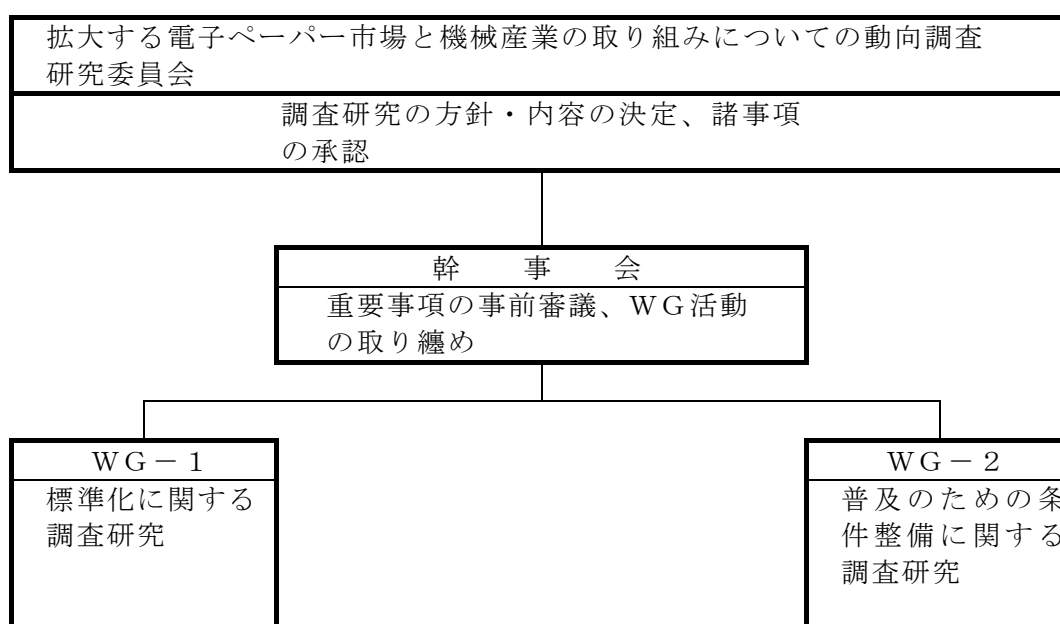 拡大する電子ペーパー市場と機械産業の取り組みについての動向調査
研究委員会
調査研究の方針・内容の決定、諸事項
の承認
幹　事　会
重要事項の事前審議、ＷＧ活動
の取り纏め
ＷＧ－１
標準化に関する
調査研究
ＷＧ－２
普及のための条
件整備に関する
調査研究